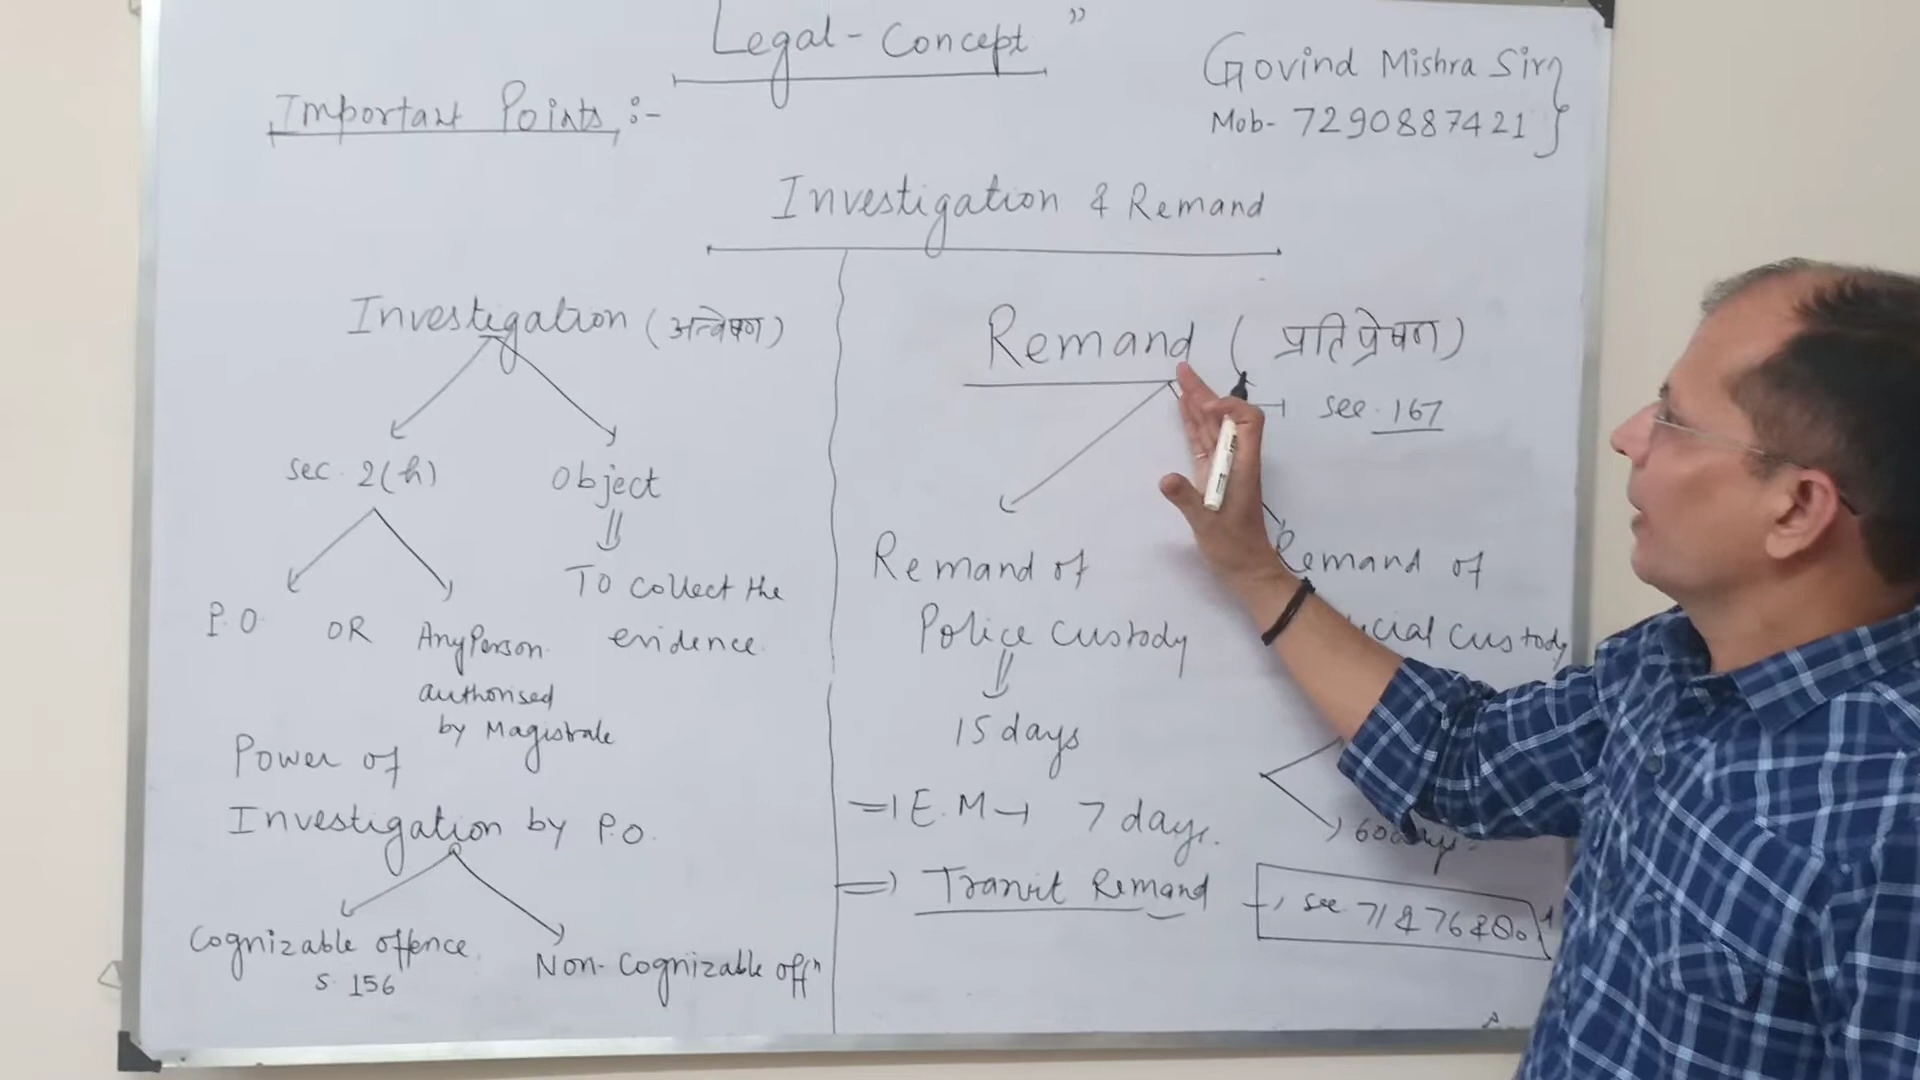 Legal - Concept "
Govind Mishra Sir
Mob- 7290887421
Important Points :-
Investigation & Remand
Investigation (अन्वेषण)
sec. 2(h)
Object
P.O
OR
Any Person
authorised
by Magistrate
To collect the
evidence
Power of
Investigation by P.O.
Cognizable offence
S. 156
Non-Cognizable offn
Remand (प्रतिप्रेषण)
sec. 167
Remand of
Police Custody
15 days
Remand of
Custody
60
E.M → 7 days.
Transit Remand
sec 71 & 76 & 80